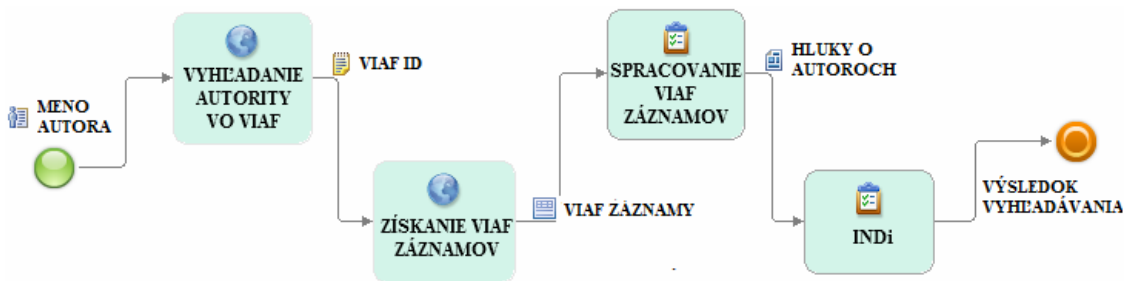 MENO
AUTORA
VYHĽADANIE
AUTORITY
VO VIAF
VIAF ID
ZÍSKANIE VIAF
ZÁZNAMOV
VIAF ZÁZNAMY
SPRACOVANIE
VIAF
ZÁZNAMOV
HLUKY O
AUTOROCH
INDi
VÝSLEDOK
VYHĽADÁVANIA